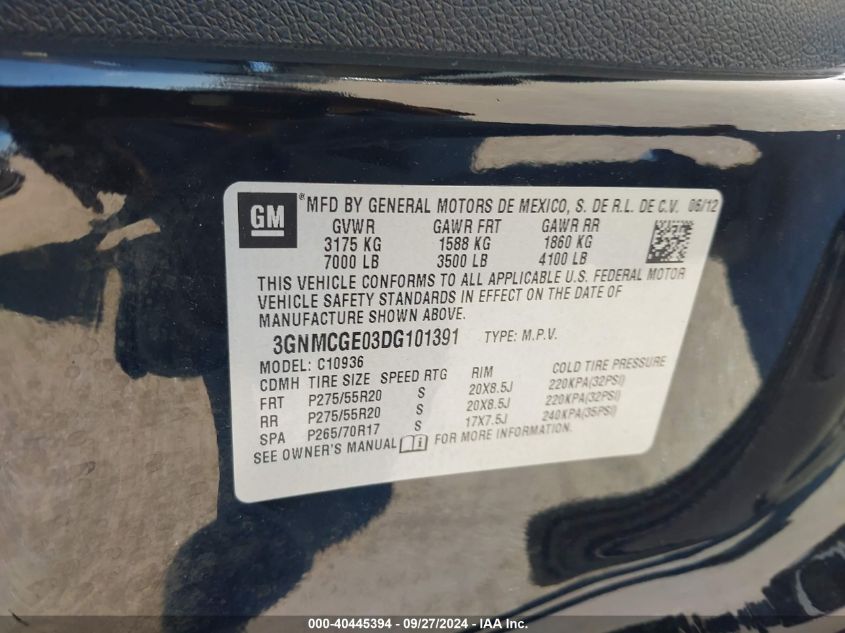 GM ® MFD BY GENERAL MOTORS DE MEXICO, S. DE R.L. DE C.V. 06/12
GVWR GAWR FRT GAWR RR
3175 KG 1588 KG 1860 KG
7000 LB 3500 LB 4100 LB
THIS VEHICLE CONFORMS TO ALL APPLICABLE U.S. FEDERAL MOTOR
VEHICLE SAFETY STANDARDS IN EFFECT ON THE DATE OF
MANUFACTURE SHOWN ABOVE.
3GNMCGE03DG101391 TYPE: M.P.V.
MODEL: C10936
CDMH TIRE SIZE SPEED RTG RIM COLD TIRE PRESSURE
FRT P275/55R20 S 20X8.5J 220KPA(32PSI)
RR P275/55R20 S 20X8.5J 220KPA(32PSI)
SPA P265/70R17 S 17X7.5J 240KPA(35PSI)
SEE OWNER'S MANUAL FOR MORE INFORMATION.
000-40445394 - 09/27/2024 - IAA, Inc.